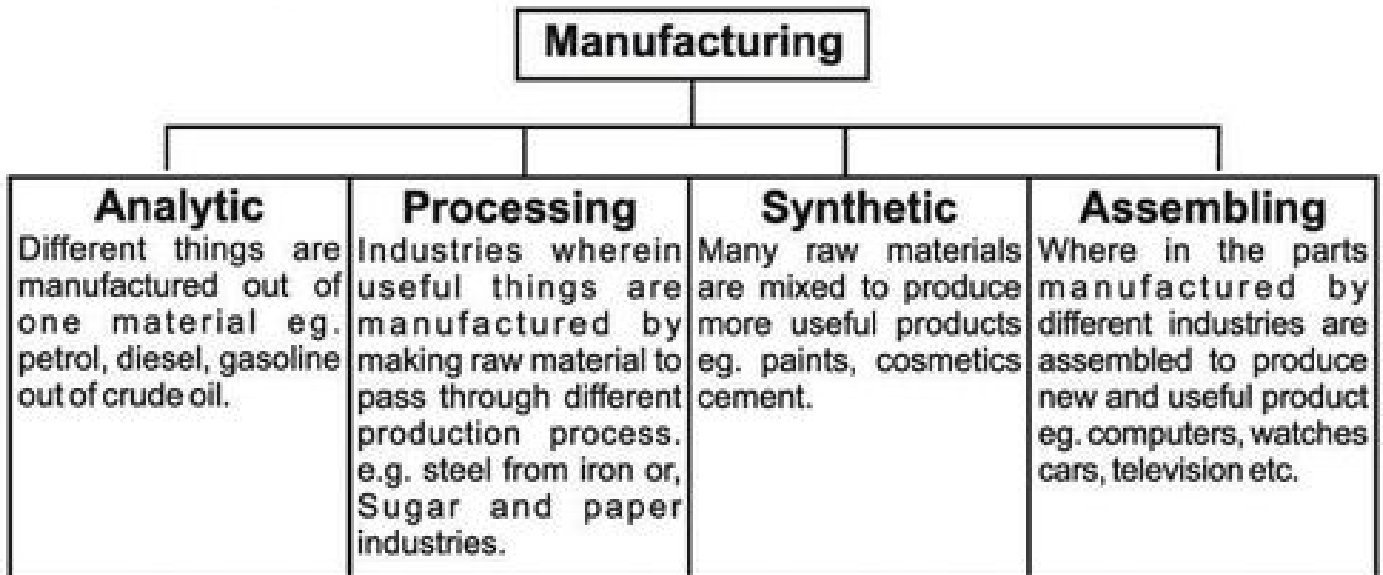 Manufacturing
Analytic
Different things are
manufactured out of
one material eg.
petrol, diesel, gasoline
out of crude oil.
Processing
Industries wherein
useful things are
manufactured by
making raw material to
pass through different
production process.
e.g. steel from iron or,
Sugar and paper
industries.
Synthetic
Many raw materials
are mixed to produce
more useful products
eg. paints, cosmetics
cement.
Assembling
Where in the parts
manufactured by
different industries are
assembled to produce
new and useful product
eg. computers, watches
cars, television etc.